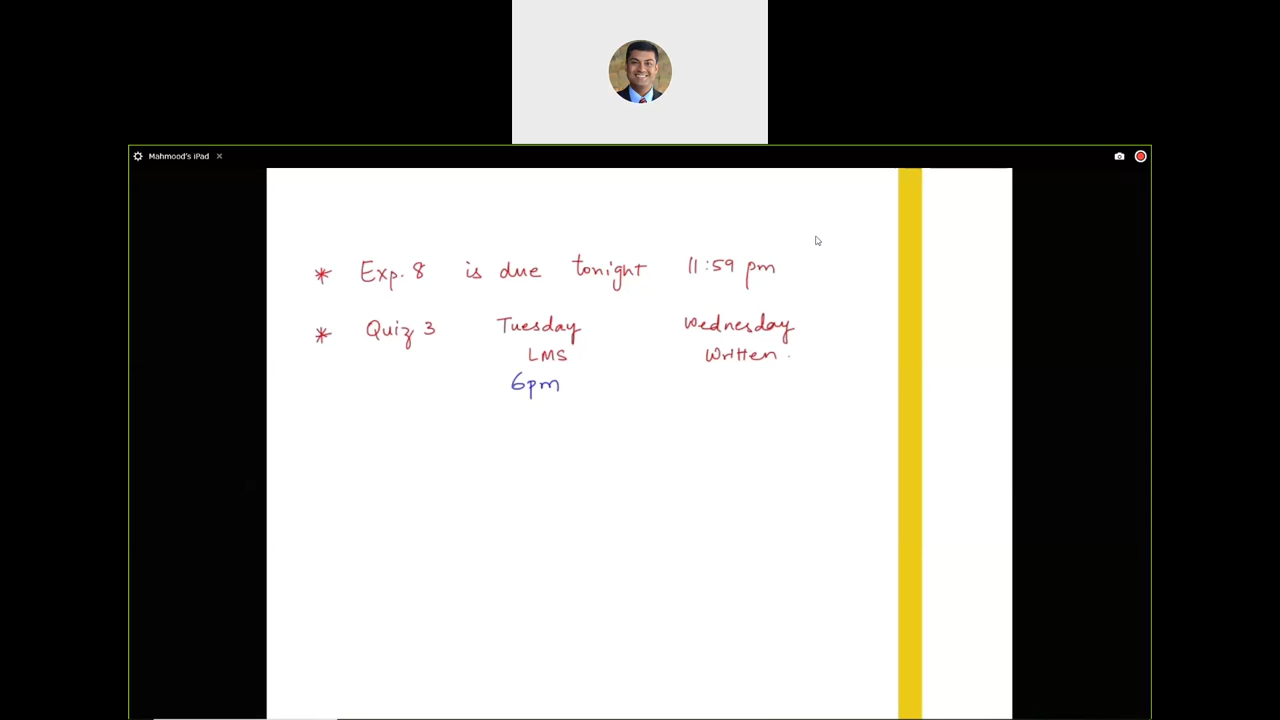 Mahmood's iPad
* Exp. 8 is due tonight 11:59 pm
* Quiz 3 Tuesday Wednesday
LMS Written.
6pm